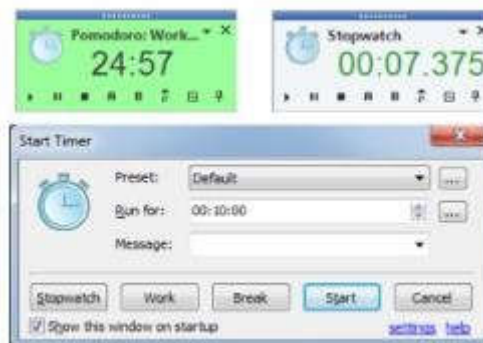 Pomodoro: Work...
24:57
Stopwatch
00:07.375
Start Timer
Preset: Default
Run for: 00:10:00
Message:
Stopwatch Work Break Start Cancel
Show this window on startup
settings help